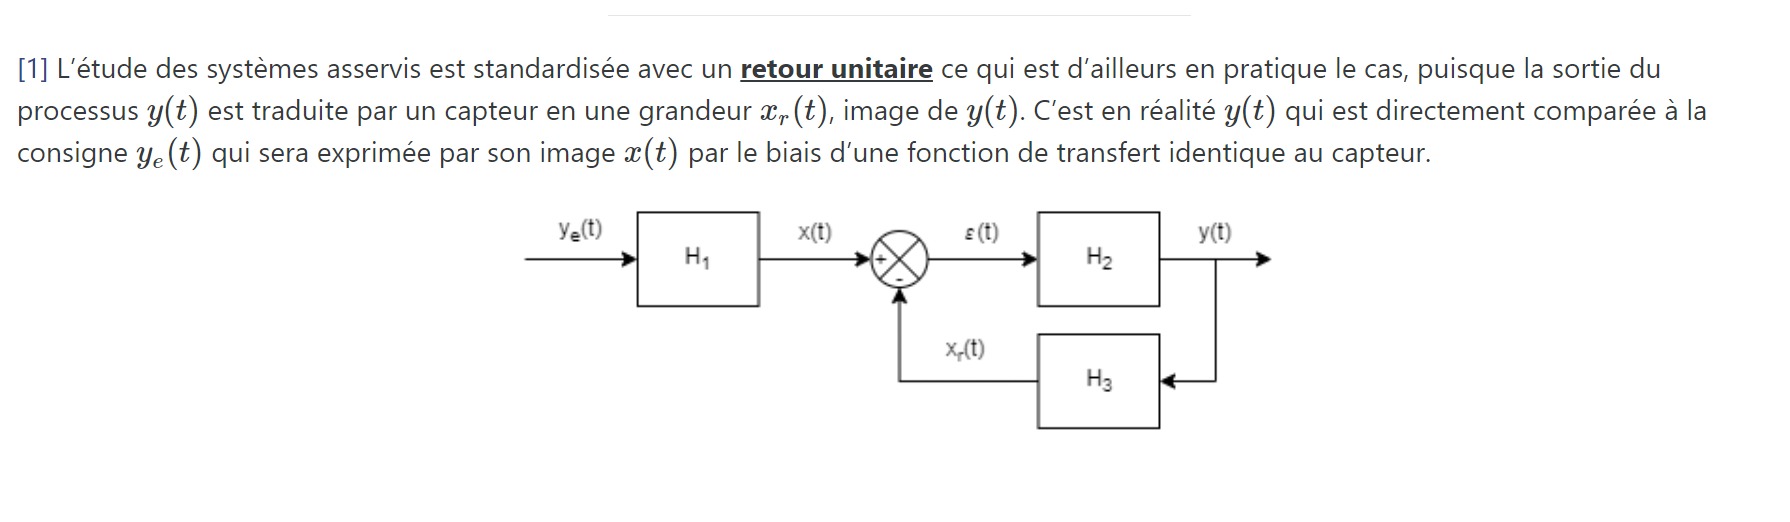 [1] L’étude des systèmes asservis est standardisée avec un retour unitaire ce qui est d’ailleurs en pratique le cas, puisque la sortie du
processus y(t) est traduite par un capteur en une grandeur xᵣ(t), image de y(t). C’est en réalité y(t) qui est directement comparée à la
consigne yₑ(t) qui sera exprimée par son image x(t) par le biais d’une fonction de transfert identique au capteur.
yₑ(t)
H₁
x(t)
+
-
ε(t)
H₂
y(t)
xᵣ(t)
H₃